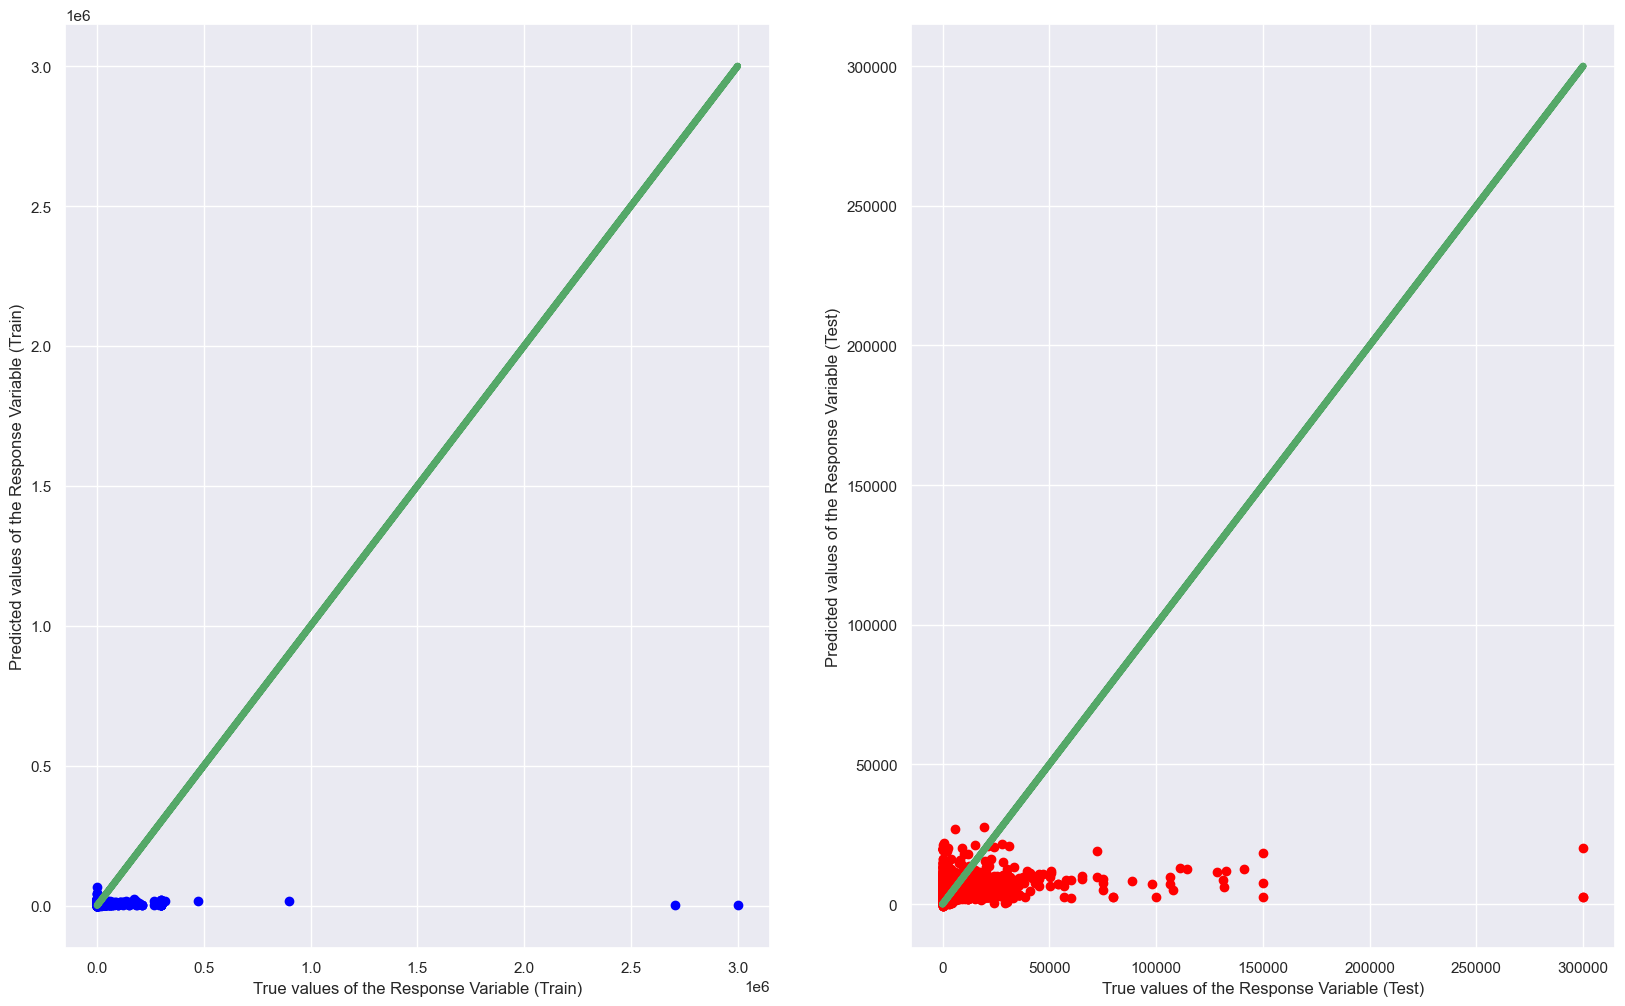 1e6
3.0
2.5
2.0
1.5
1.0
0.5
0.0
Predicted values of the Response Variable (Train)
0.0 0.5 1.0 1.5 2.0 2.5 3.0
1e6
True values of the Response Variable (Train)
300000
250000
200000
150000
100000
50000
0
Predicted values of the Response Variable (Test)
0 50000 100000 150000 200000 250000 300000
True values of the Response Variable (Test)